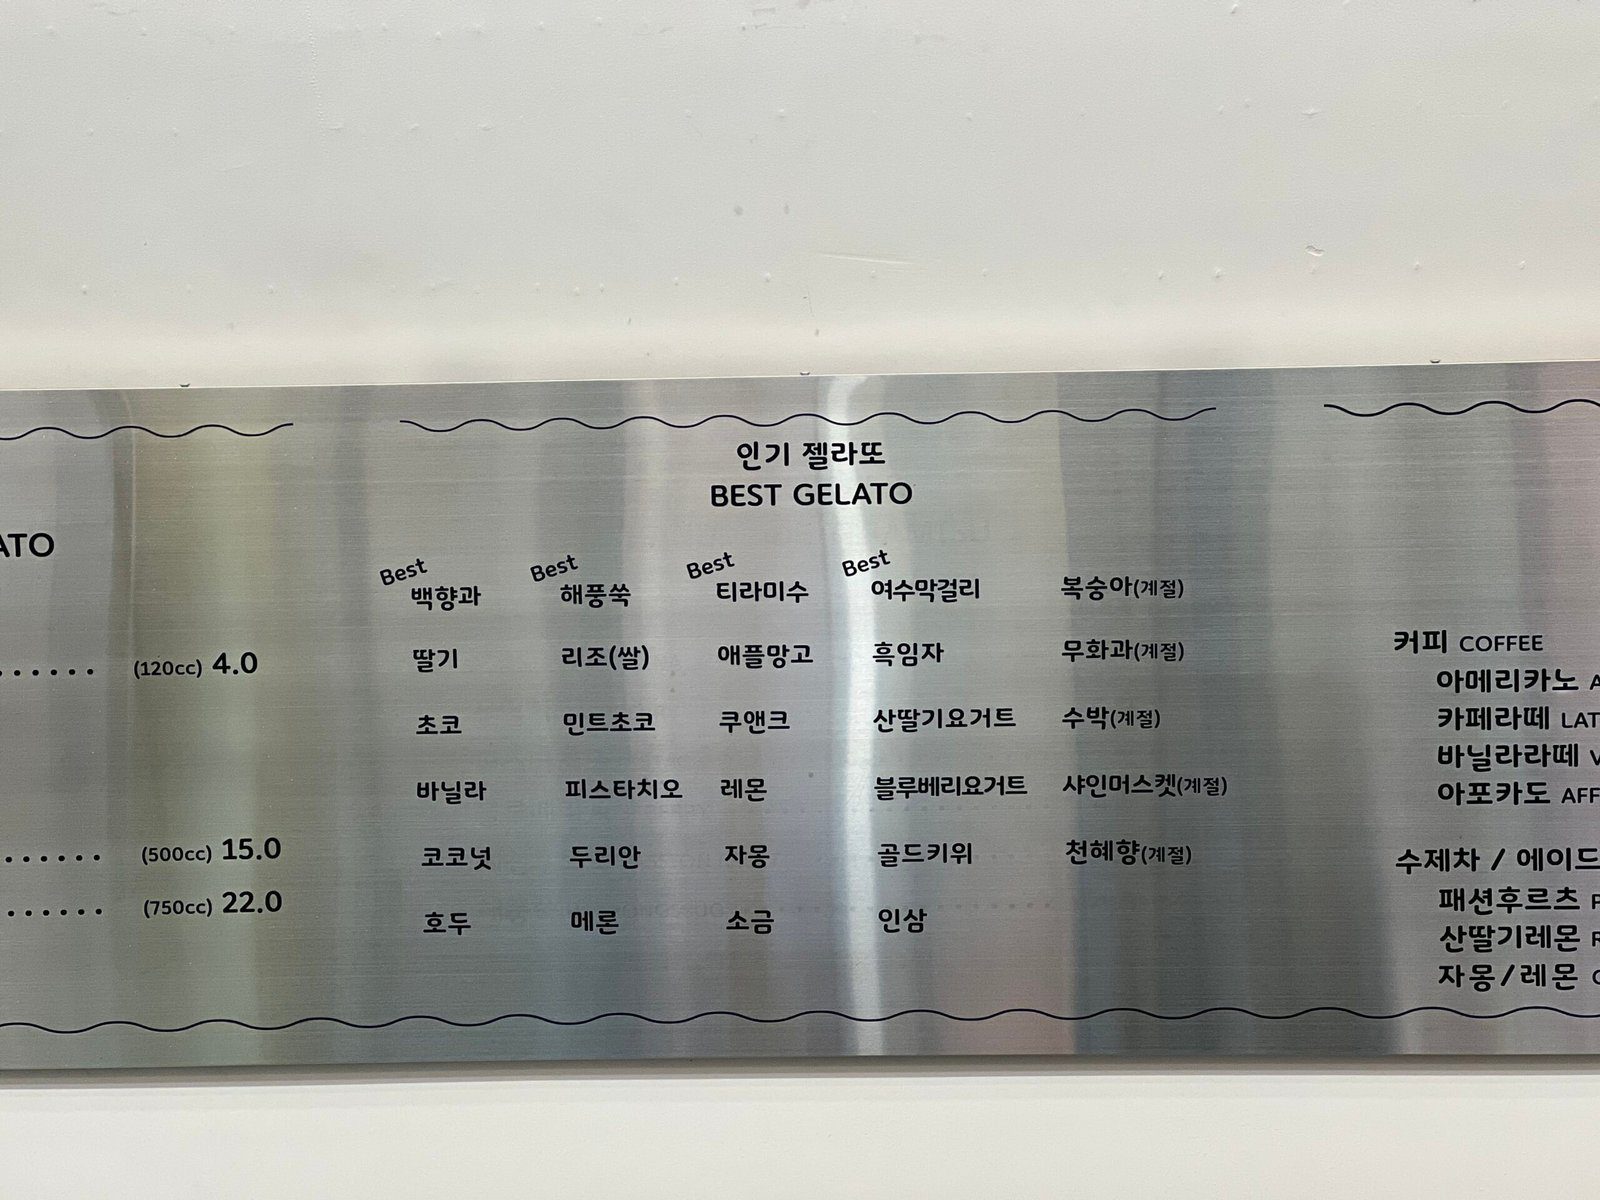 ATO
(120cc) 4.0
(500cc) 15.0
(750cc) 22.0
인기 젤라또
BEST GELATO
Best Best Best Best
백향과 해풍쑥 티라미수 여수막걸리 복숭아(계절)
딸기 리조(쌀) 애플망고 흑임자 무화과(계절)
초코 민트초코 쿠앤크 산딸기요거트 수박(계절)
바닐라 피스타치오 레몬 블루베리요거트 샤인머스켓(계절)
코코넛 두리안 자몽 골드키위 천혜향(계절)
호두 메론 소금 인삼
커피 COFFEE
아메리카노 A
카페라떼 LAT
바닐라라떼 V
아포카도 AFF
수제차 / 에이드
패션후르츠 P
산딸기레몬 R
자몽/레몬